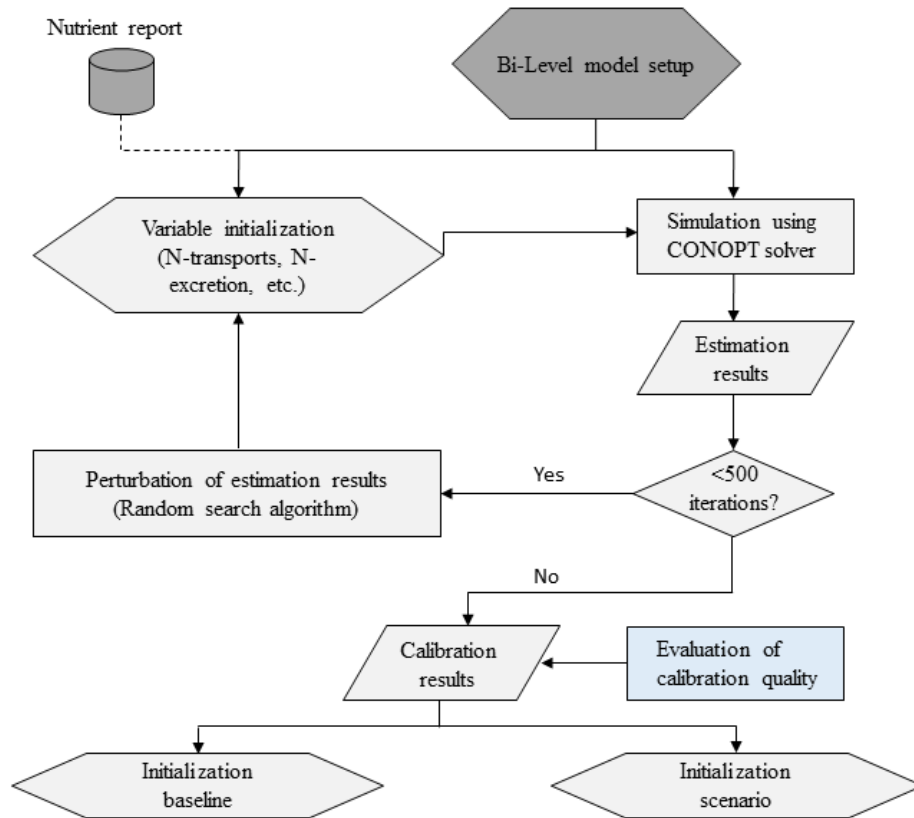 Nutrient report
Bi-Level model setup
Variable initialization
(N-transports, N-
excretion, etc.)
Simulation using
CONOPT solver
Estimation
results
<500
iterations?
Yes
Perturbation of estimation results
(Random search algorithm)
No
Calibration
results
Evaluation of
calibration quality
Initialization
baseline
Initialization
scenario